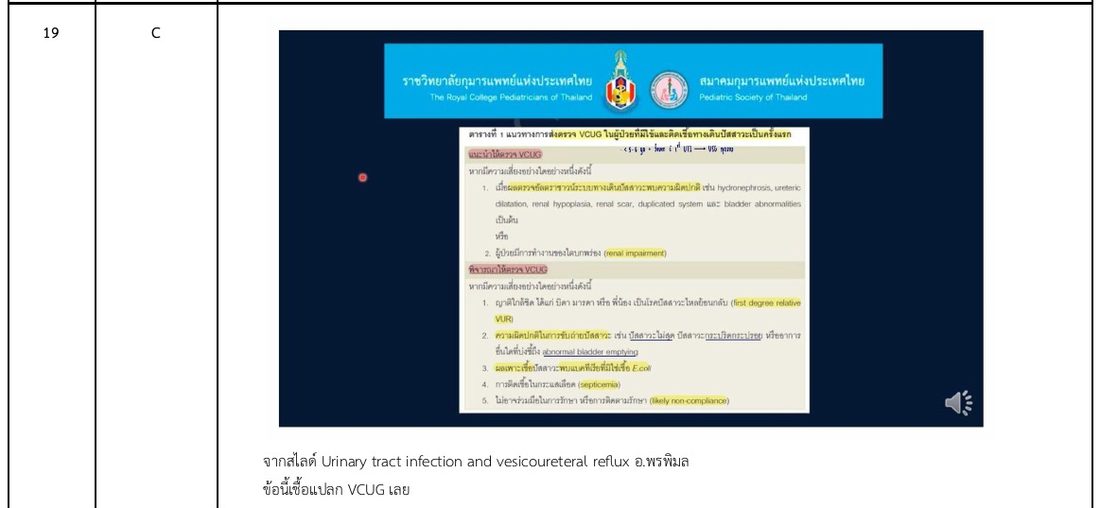 19
C
ราชวิทยาลัยกุมารแพทย์แห่งประเทศไทย
The Royal College Pediatricians of Thailand
สมาคมกุมารแพทย์แห่งประเทศไทย
Pediatric Society of Thailand
ตารางที่ 1 แนวทางการส่งตรวจ VCUG ในผู้ป่วยที่มีไข้และติดเชื้อทางเดินปัสสาวะเป็นครั้งแรก
1st UTI → USG ทุกราย
แนะนำให้ตรวจ VCUG
หากมีความเสี่ยงอย่างใดอย่างหนึ่งดังนี้
1. เมื่อผลตรวจอัลตราซาวน์ระบบทางเดินปัสสาวะพบความผิดปกติ เช่น hydronephrosis, ureteric
dilatation, renal hypoplasia, renal scar, duplicated system และ bladder abnormalities
เป็นต้น
หรือ
2. ผู้ป่วยมีการทำงานของไตบกพร่อง (renal impairment)
พิจารณาให้ตรวจ VCUG
หากมีความเสี่ยงอย่างใดอย่างหนึ่งดังนี้
1. ญาติใกล้ชิด ได้แก่ บิดา มารดา หรือ พี่น้อง เป็นโรคปัสสาวะไหลย้อนกลับ (first degree relative
VUR)
2. ความผิดปกติในการขับถ่ายปัสสาวะ เช่น ปัสสาวะไม่สุด ปัสสาวะกระปริดกระปรอย หรืออาการ
อื่นใดที่บ่งชี้ถึง abnormal bladder emptying
3. ผลเพาะเชื้อปัสสาวะพบแบคทีเรียที่มิใช่เชื้อ E.coli
4. การติดเชื้อในกระแสเลือด (septicemia)
5. ไม่อาจร่วมมือในการรักษา หรือการติดตามรักษา (likely non-compliance)
จากสไลด์ Urinary tract infection and vesicoureteral reflux อ.พรพิมล
ข้อนี้เชื้อแปลก VCUG เลย